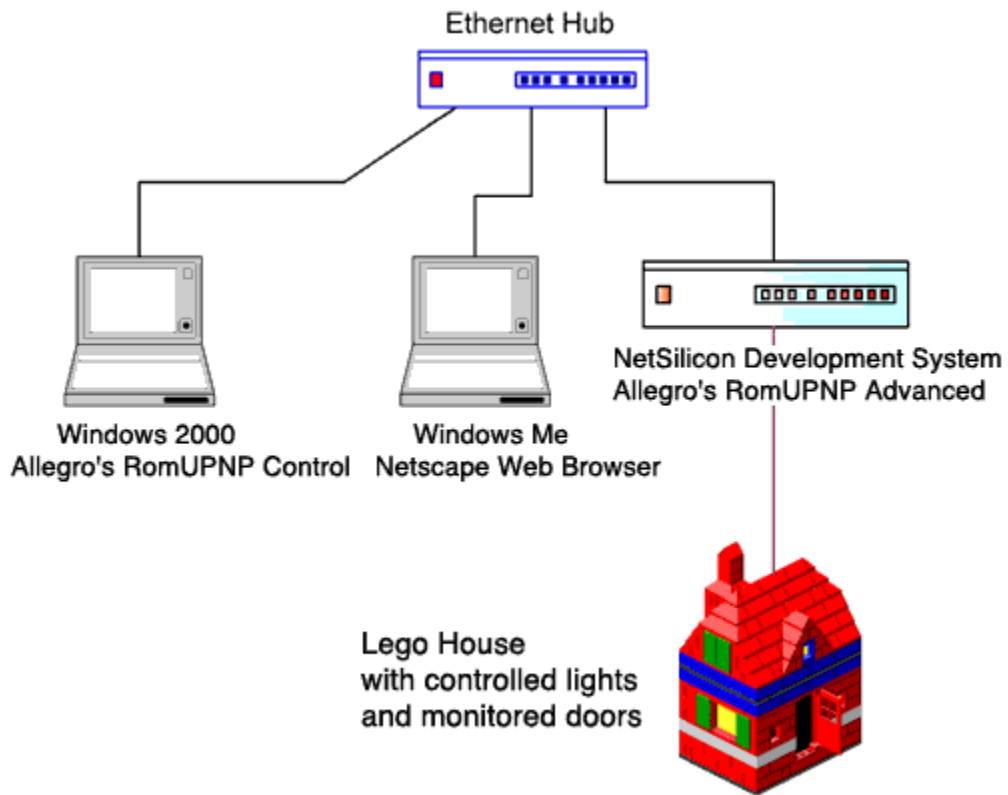 Ethernet Hub
NetSilicon Development System
Allegro's RomUPNP Advanced
Windows 2000
Allegro's RomUPNP Control
Windows Me
Netscape Web Browser
Lego House
with controlled lights
and monitored doors